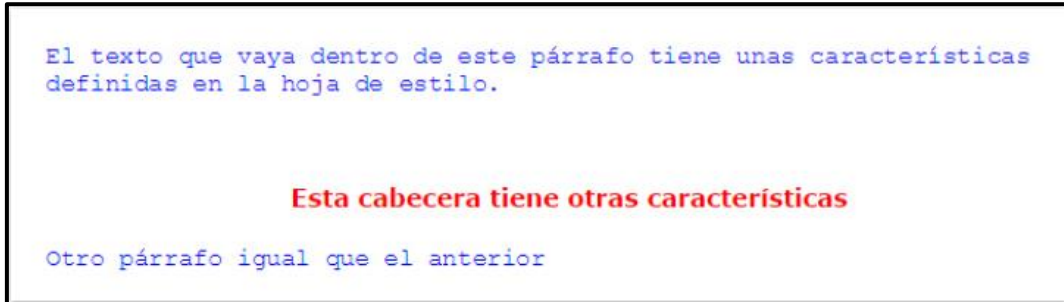 El texto que vaya dentro de este párrafo tiene unas características
definidas en la hoja de estilo.
Esta cabecera tiene otras características
Otro párrafo igual que el anterior